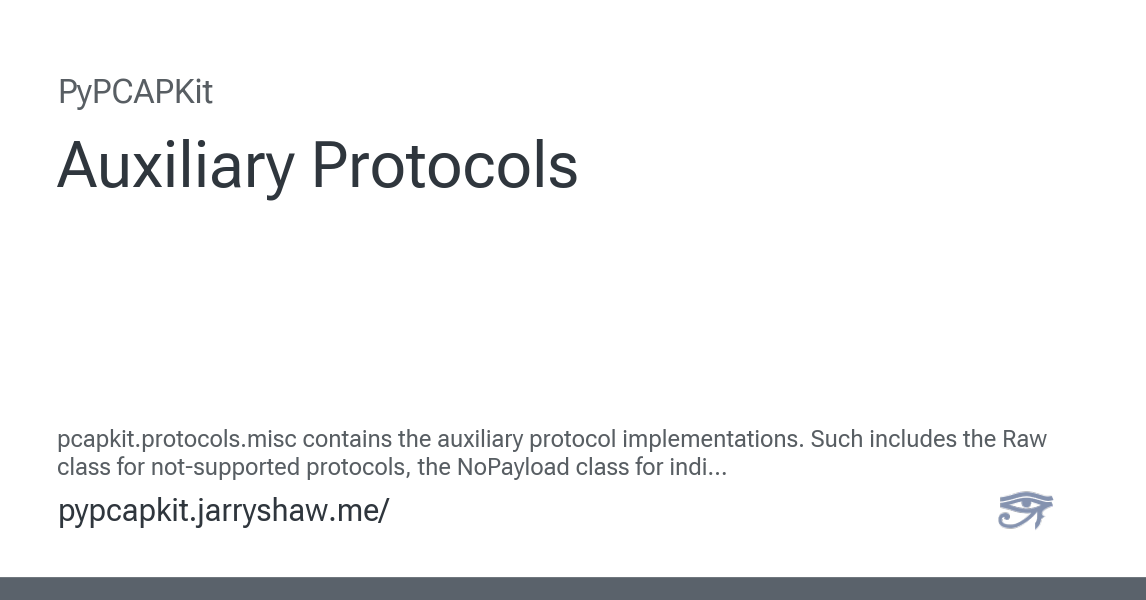 PyPCAPKit
Auxiliary Protocols
pcapkit.protocols.misc contains the auxiliary protocol implementations. Such includes the Raw
class for not-supported protocols, the NoPayload class for indi...
pypcapkit.jarryshaw.me/